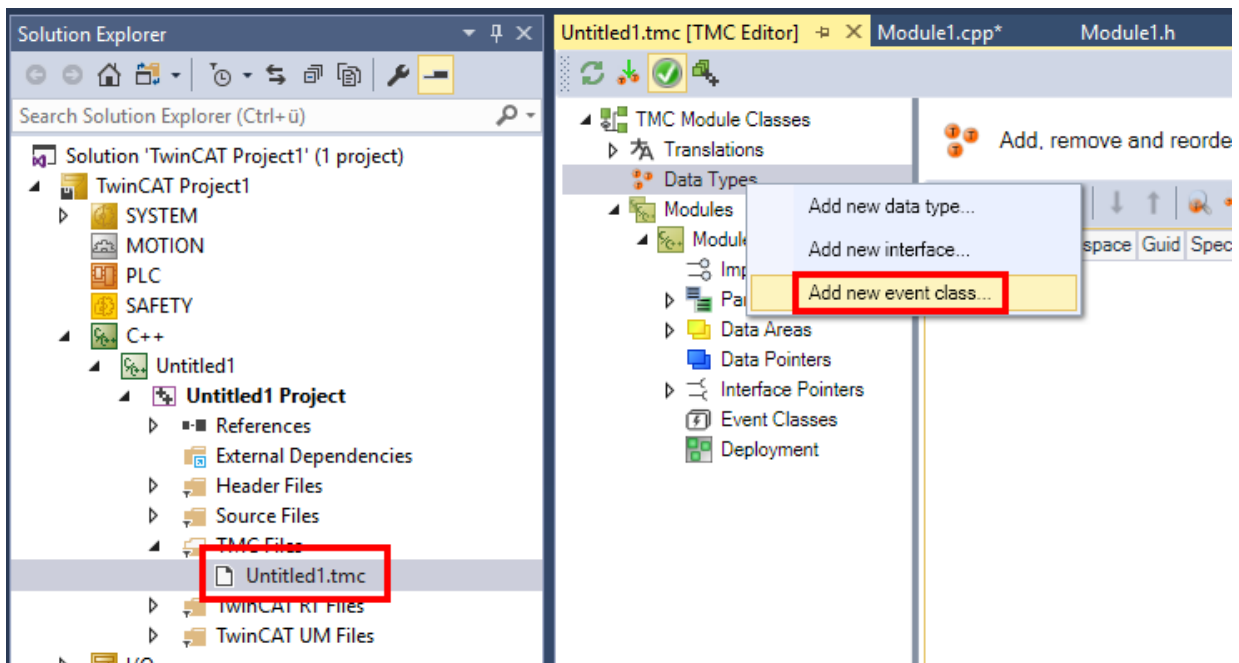 Solution Explorer
Search Solution Explorer (Ctrl+ü)
Solution 'TwinCAT Project1' (1 project)
TwinCAT Project1
SYSTEM
MOTION
PLC
SAFETY
C++
Untitled1
Untitled1 Project
References
External Dependencies
Header Files
Source Files
TMC Files
Untitled1.tmc
TwinCAT RT Files
TwinCAT UM Files
I/O
Untitled1.tmc [TMC Editor] Module1.cpp* Module1.h
TMC Module Classes
Translations
Data Types
Modules
Data Areas
Data Pointers
Interface Pointers
Event Classes
Deployment
Add new data type...
Add new interface...
Add new event class...
Add, remove and reorde
space Guid Spec